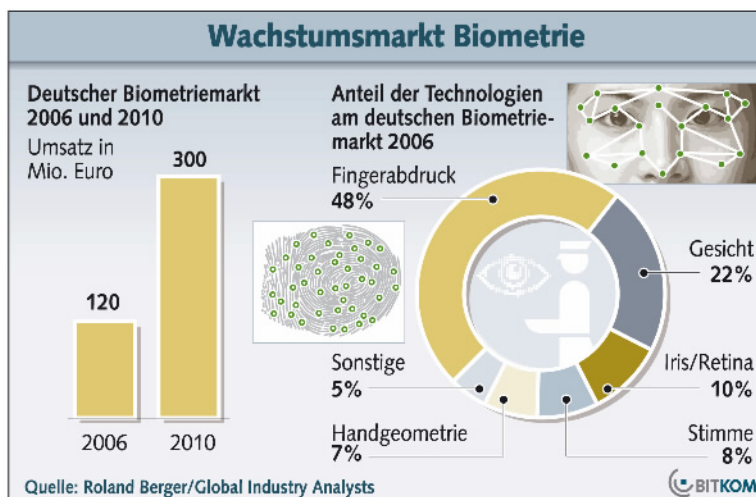 Wachstumsmarkt Biometrie
Deutscher Biometriemarkt
2006 und 2010
Umsatz in
Mio. Euro
120
300
2006
2010
Anteil der Technologien
am deutschen Biometrie-
markt 2006
Fingerabdruck
48%
Gesicht
22%
Iris/Retina
10%
Stimme
8%
Handgeometrie
7%
Sonstige
5%
Quelle: Roland Berger/Global Industry Analysts
BITKOM